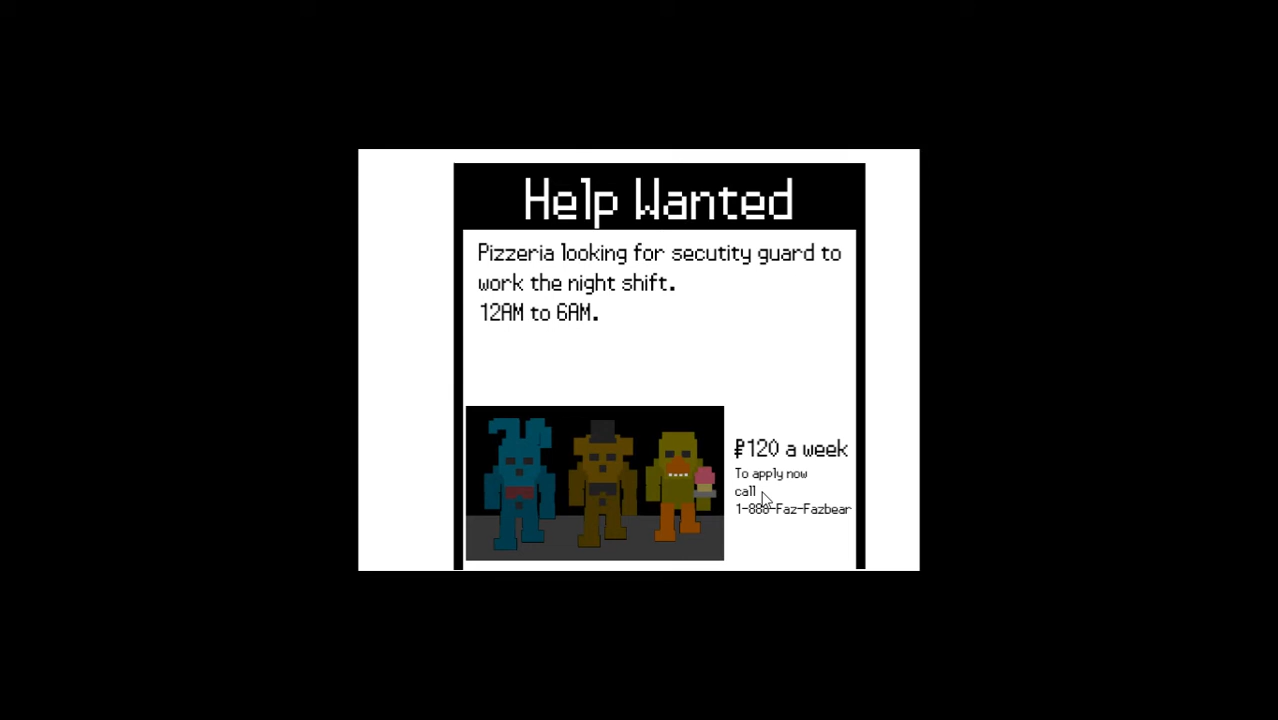 Help Wanted
Pizzeria looking for secutity guard to
work the night shift.
12AM to 6AM.
₽120 a week
To apply now
call
1-888-Faz-Fazbear